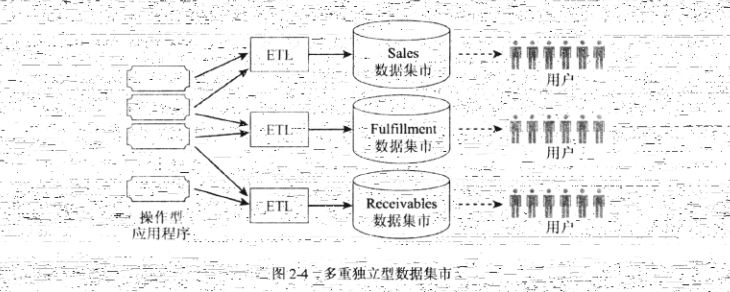 ETL
Sales
数据集市
用户
ETL
Fulfillment
数据集市
用户
ETL
Receivables
数据集市
用户
操作型
应用程序
图 2-4 多重独立型数据集市